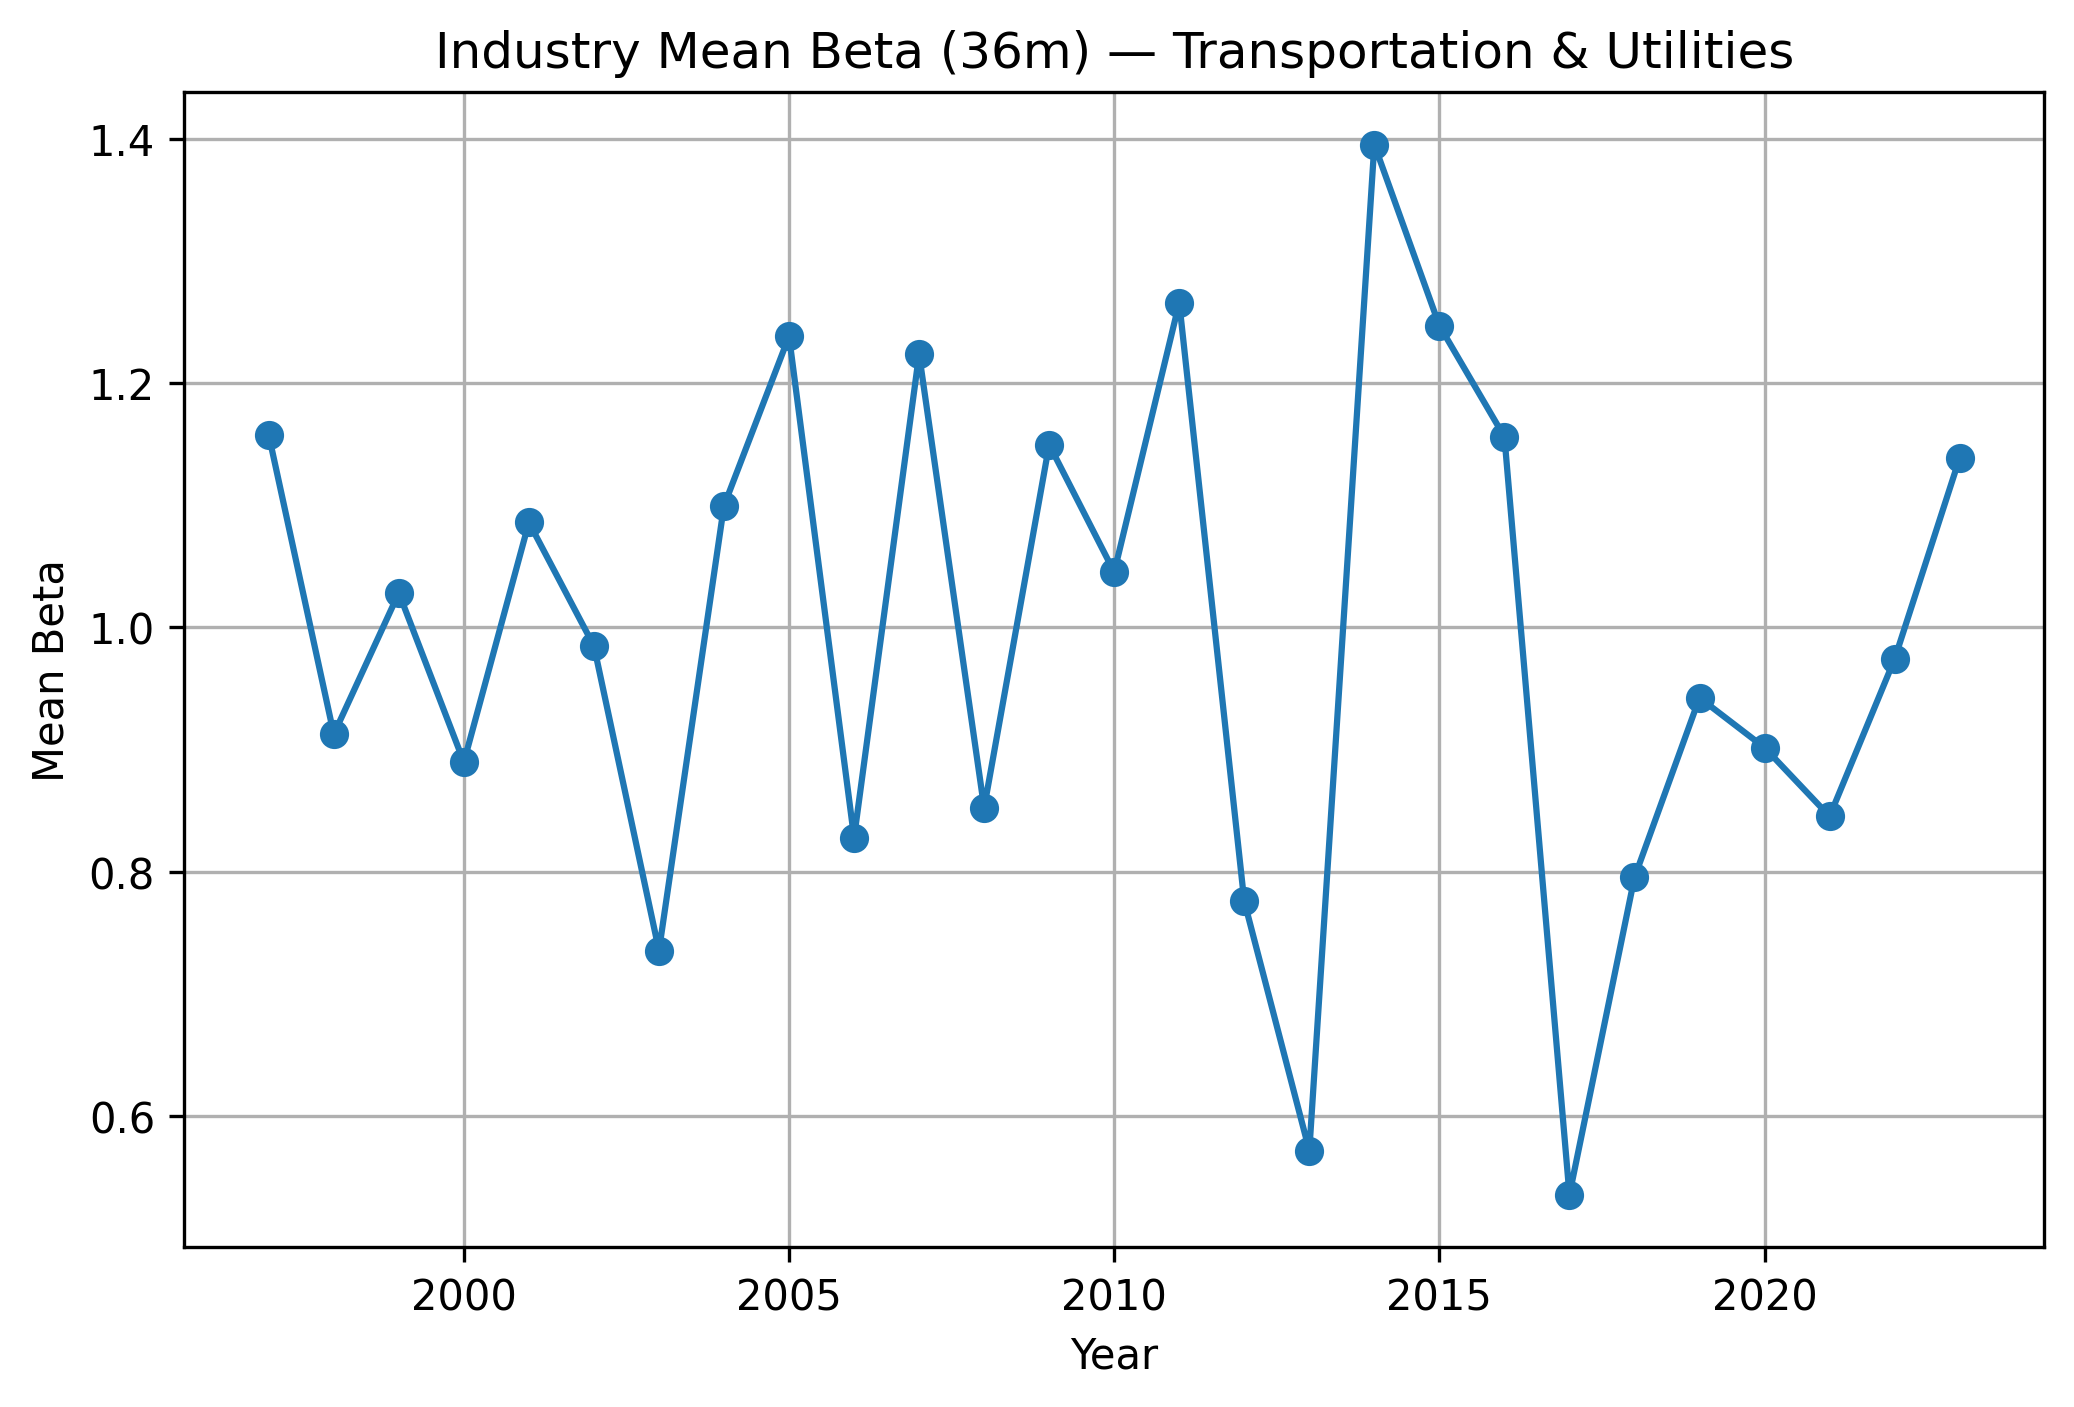 Industry Mean Beta (36m) — Transportation & Utilities
1.4
1.2
1.0
0.8
0.6
Mean Beta
2000 2005 2010 2015 2020
Year